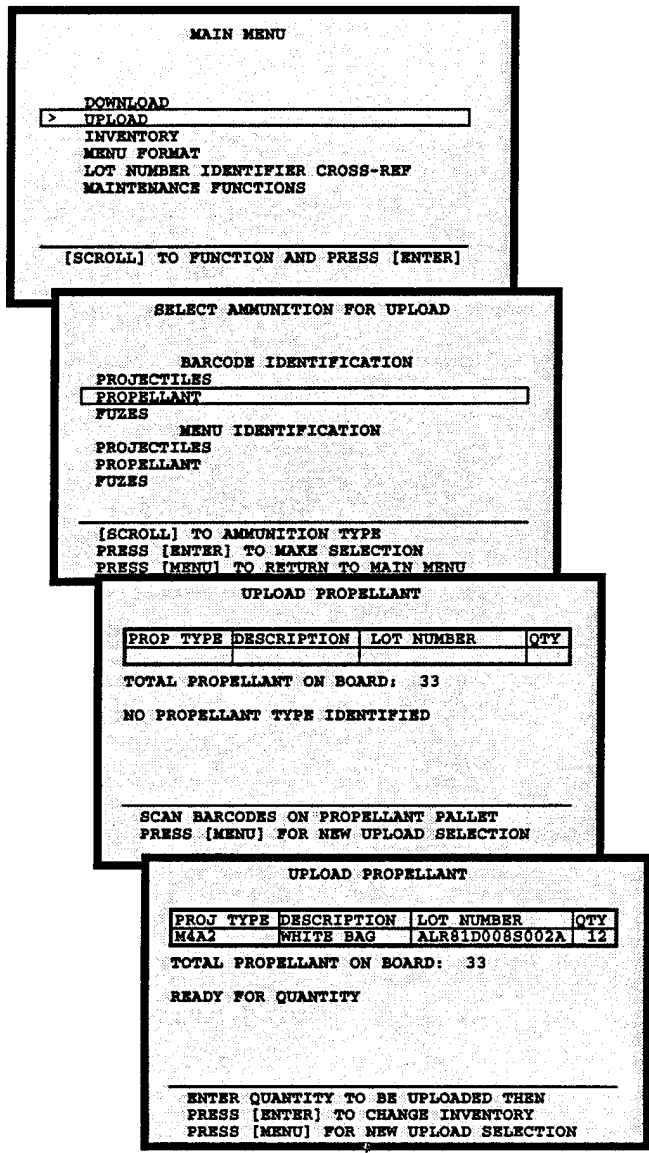 MAIN MENU
DOWNLOAD
> UPLOAD
INVENTORY
MENU FORMAT
LOT NUMBER IDENTIFIER CROSS-REF
MAINTENANCE FUNCTIONS
[SCROLL] TO FUNCTION AND PRESS [ENTER]
SELECT AMMUNITION FOR UPLOAD
BARCODE IDENTIFICATION
PROJECTILES
PROPELLANT
FUZES
MENU IDENTIFICATION
PROJECTILES
PROPELLANT
FUZES
[SCROLL] TO AMMUNITION TYPE
PRESS [ENTER] TO MAKE SELECTION
PRESS [MENU] TO RETURN TO MAIN MENU
UPLOAD PROPELLANT
PROP TYPE DESCRIPTION LOT NUMBER QTY
TOTAL PROPELLANT ON BOARD: 33
NO PROPELLANT TYPE IDENTIFIED
SCAN BARCODES ON PROPELLANT PALLET
PRESS [MENU] FOR NEW UPLOAD SELECTION
UPLOAD PROPELLANT
PROJ TYPE DESCRIPTION LOT NUMBER QTY
M4A2 WHITE BAG ALR81D008S002A 12
TOTAL PROPELLANT ON BOARD: 33
READY FOR QUANTITY
ENTER QUANTITY TO BE UPLOADED THEN
PRESS [ENTER] TO CHANGE INVENTORY
PRESS [MENU] FOR NEW UPLOAD SELECTION